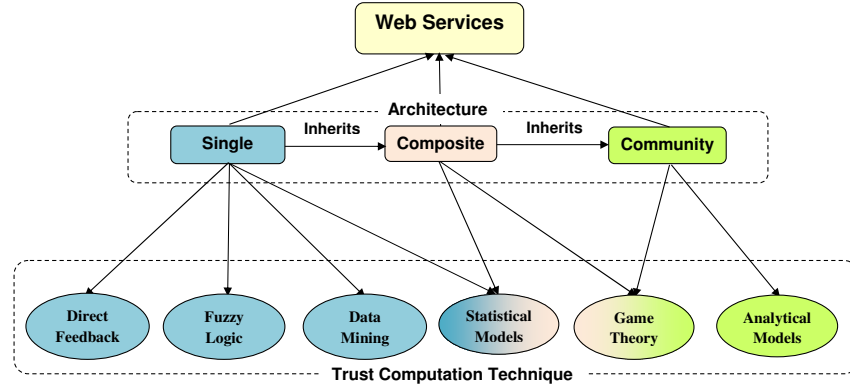 Web Services
Architecture
Inherits
Inherits
Single
Composite
Community
Direct
Feedback
Fuzzy
Logic
Data
Mining
Statistical
Models
Game
Theory
Analytical
Models
Trust Computation Technique